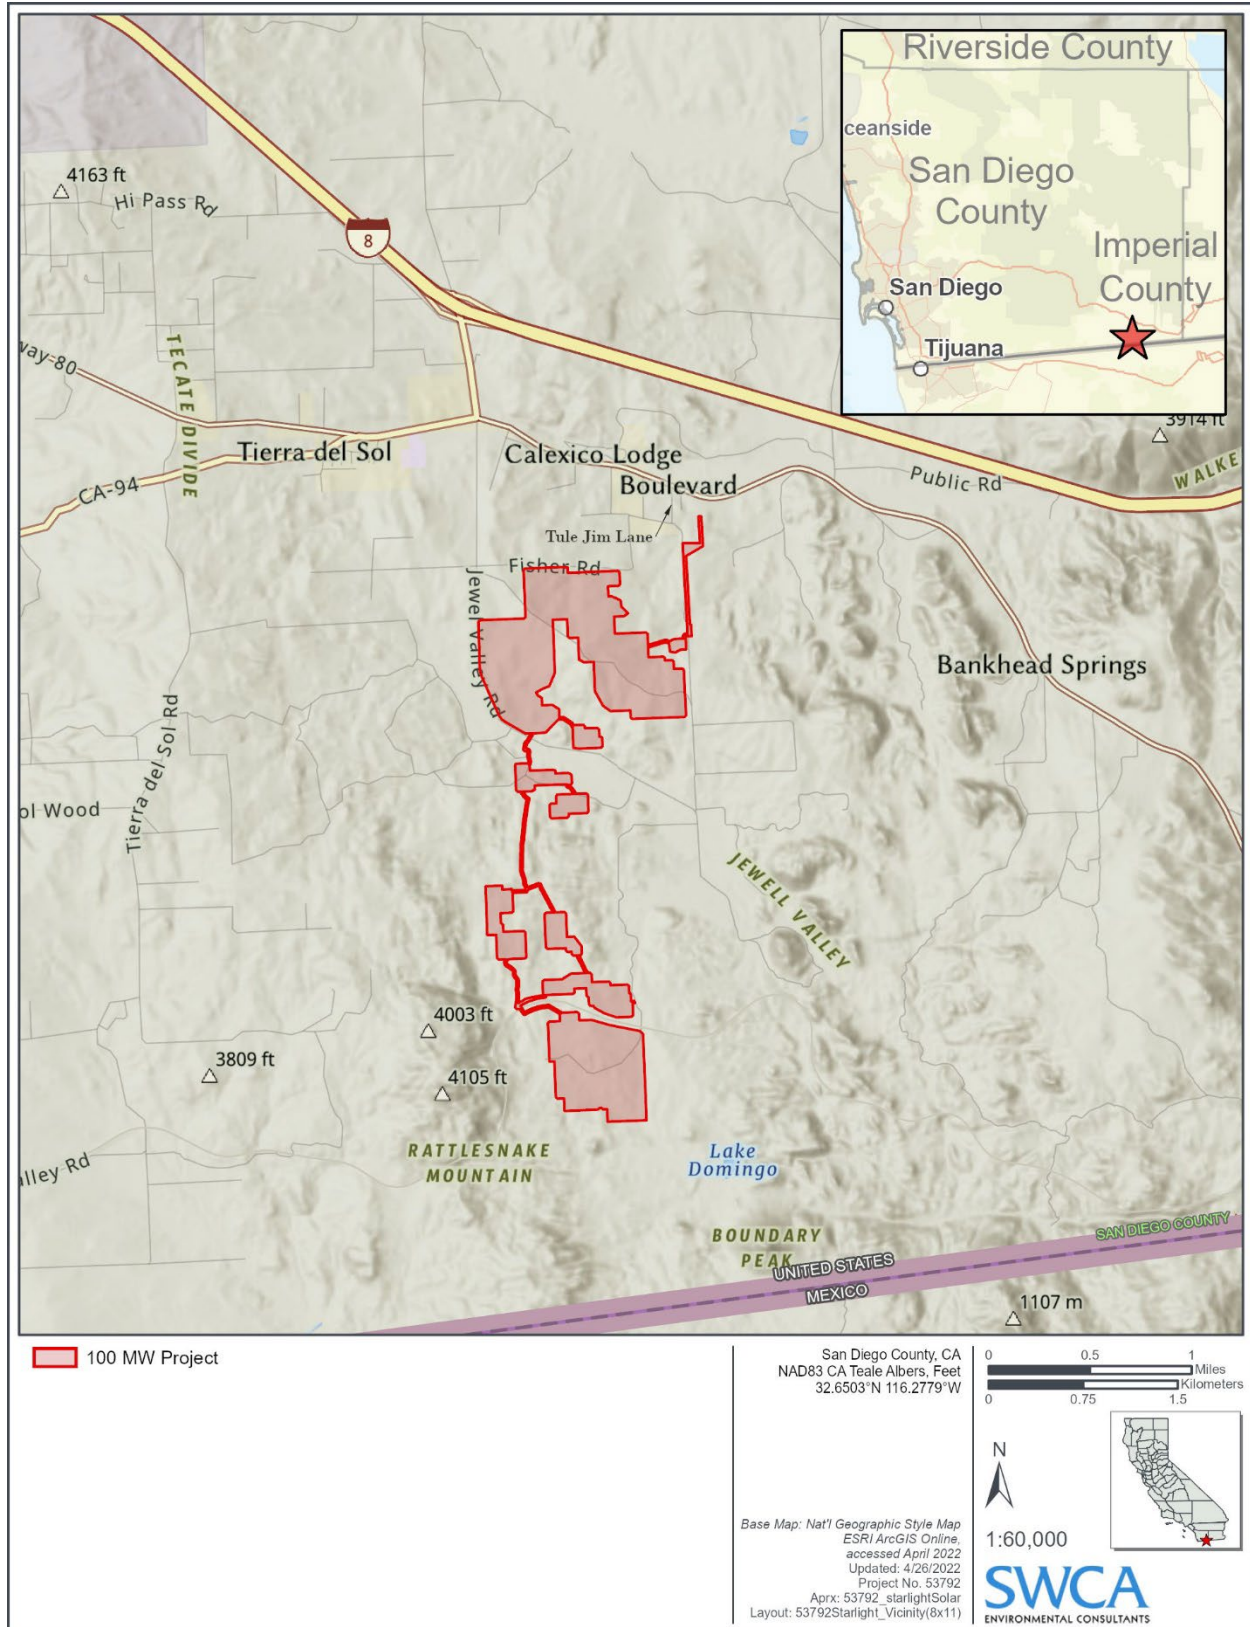 Riverside County
ceanside
San Diego
County
Imperial
County
San Diego
Tijuana
4163 ft
Hi Pass Rd
8
way-80
TECATE DIVIDE
3914 ft
WALKE
Tierra del Sol
Calexico Lodge
Boulevard
Public Rd
CA-94
Tule Jim Lane
Fisher Rd
Jewel Valley Rd
Bankhead Springs
Tierra del Sol Rd
ol Wood
JEWELL VALLEY
4003 ft
3809 ft
4105 ft
RATTLESNAKE
MOUNTAIN
Lake
Domingo
alley Rd
BOUNDARY
PEAK
SAN DIEGO COUNTY
UNITED STATES
MEXICO
1107 m
100 MW Project
San Diego County, CA
NAD83 CA Teale Albers, Feet
32.6503°N 116.2779°W
0 0.5 1
Miles
Kilometers
0 0.75 1.5
N
1:60,000
Base Map: Nat'l Geographic Style Map
ESRI ArcGIS Online,
accessed April 2022
Updated: 4/26/2022
Project No. 53792
Aprx: 53792_starlightSolar
Layout: 53792Starlight_Vicinity(8x11)
SWCA
ENVIRONMENTAL CONSULTANTS